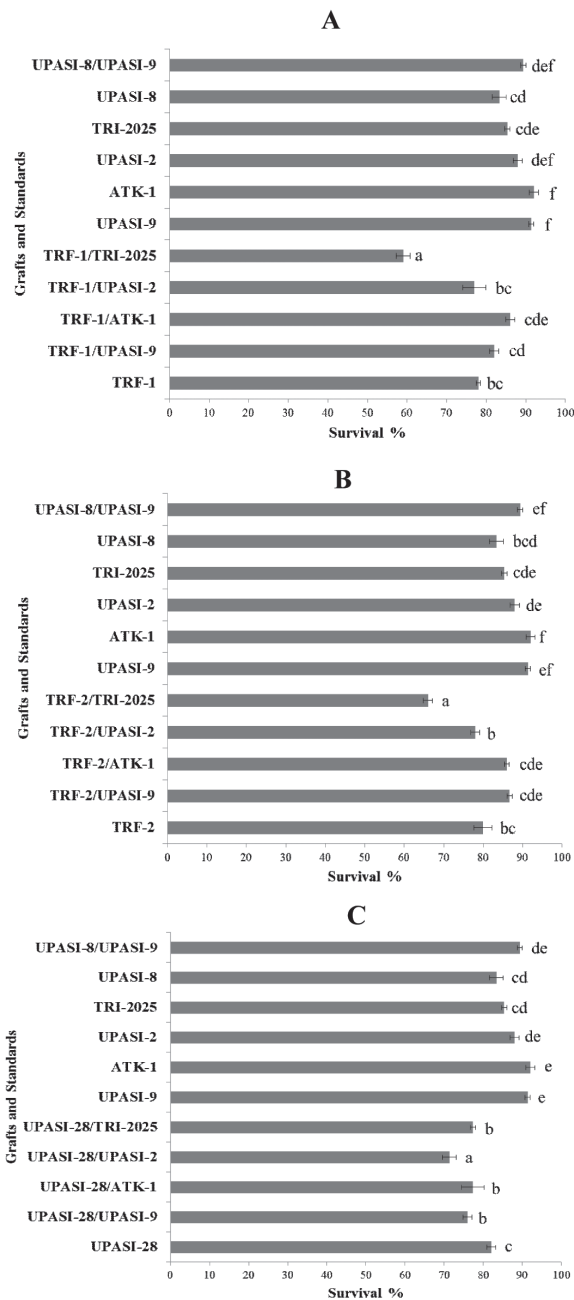 A
Grafts and Standards
UPASI-8/UPASI-9 def
UPASI-8 cd
TRI-2025 cde
UPASI-2 def
ATK-1 f
UPASI-9 f
TRF-1/TRI-2025 a
TRF-1/UPASI-2 bc
TRF-1/ATK-1 cde
TRF-1/UPASI-9 cd
TRF-1 bc
0 10 20 30 40 50 60 70 80 90 100
Survival %
B
Grafts and Standards
UPASI-8/UPASI-9 ef
UPASI-8 bcd
TRI-2025 cde
UPASI-2 de
ATK-1 f
UPASI-9 ef
TRF-2/TRI-2025 a
TRF-2/UPASI-2 b
TRF-2/ATK-1 cde
TRF-2/UPASI-9 cde
TRF-2 bc
0 10 20 30 40 50 60 70 80 90 100
Survival %
C
Grafts and Standards
UPASI-8/UPASI-9 de
UPASI-8 cd
TRI-2025 cd
UPASI-2 de
ATK-1 e
UPASI-9 e
UPASI-28/TRI-2025 b
UPASI-28/UPASI-2 a
UPASI-28/ATK-1 b
UPASI-28/UPASI-9 b
UPASI-28 c
0 10 20 30 40 50 60 70 80 90 100
Survival %